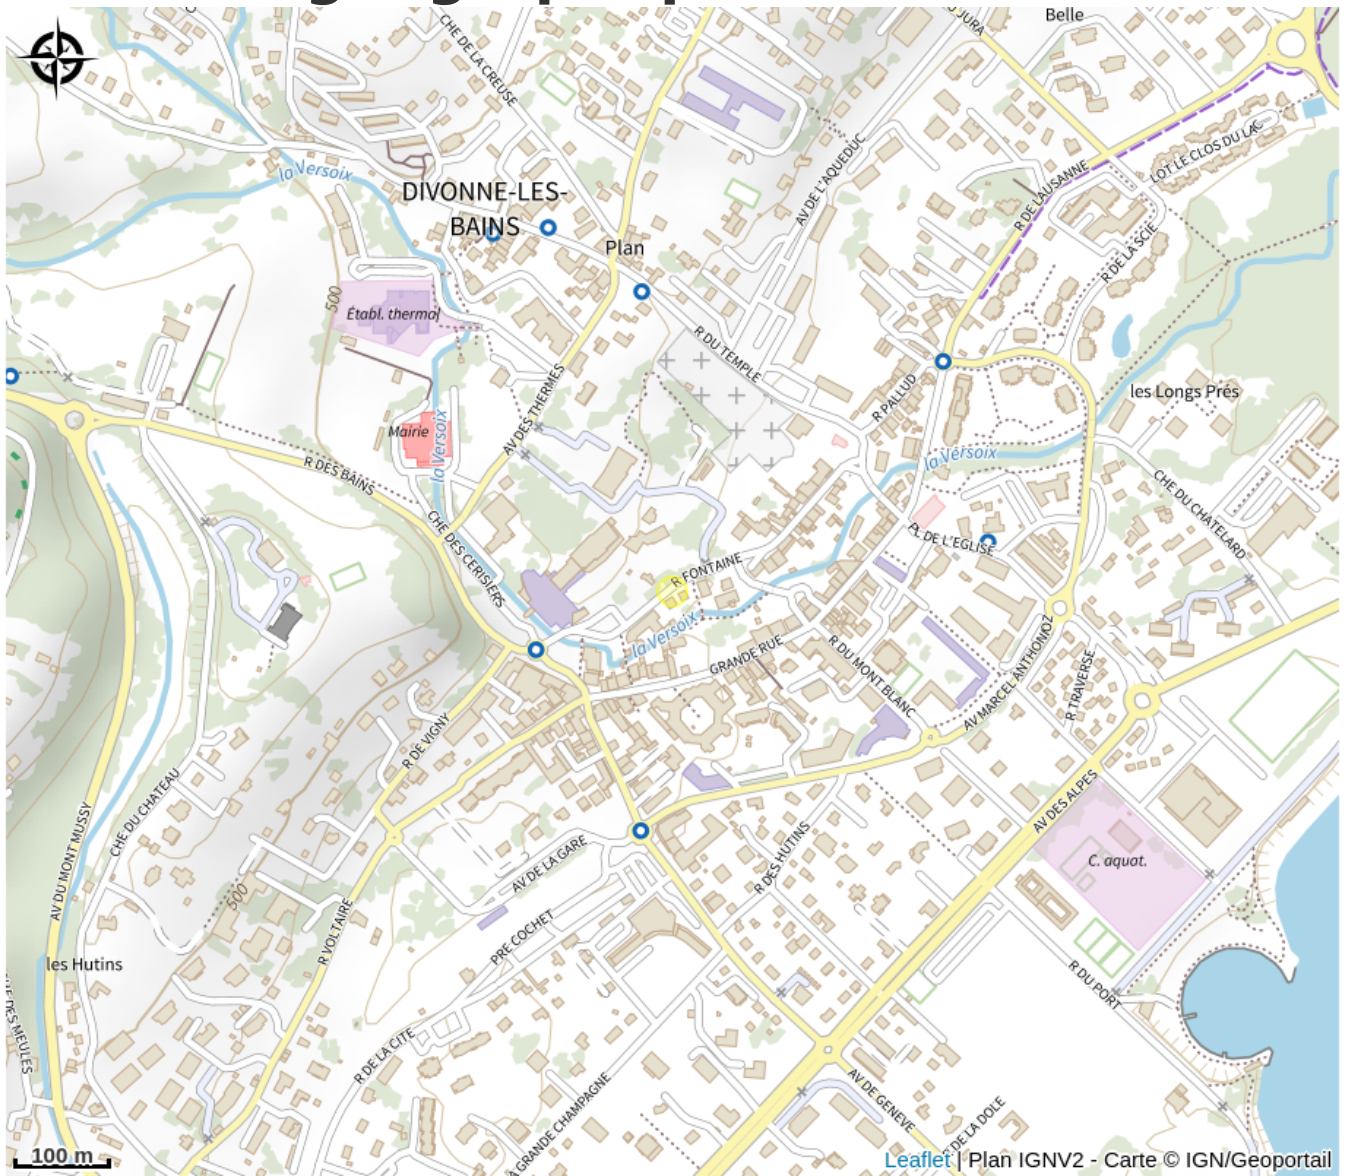 Belle
CHE DE LA CREUSE
AV DE L'AQUEDUC
LOT LE CLOS DU LAC
la Versoix
R DE LAUSANNE
DIVONNE-LES-
BAINS
Plan
R DE LA SCIE
500
Établ. thermal
R DU TEMPLE
AV DES THERMES
R PALLUD
les Longs Prés
Mairie
la Versoix
la Versoix
R DES BAINS
CHE DU CHATELARD
CHE DES CERISIERS
PL DE L'EGLISE
R FONTAINE
la Versoix
GRANDE RUE
R DU MONT BLANC
AV MARCEL ANTHONIOZ
R TRAVERSE
R DE VIGNY
CHE DU CHATEAU
AV DES ALPES
AV DU MONT MUSSY
AV DE LA GARE
R DES HUTINS
C. aquat.
500
R VOLTAIRE
PRE COCHET
les Hutins
R DU PORT
DES MEULES
R DE LA CITE
AV DE GENEVE
GRANDE CHAMPAGNE
DE LA DOLE
100 m
Leaflet | Plan IGNV2 - Carte © IGN/Geoportail